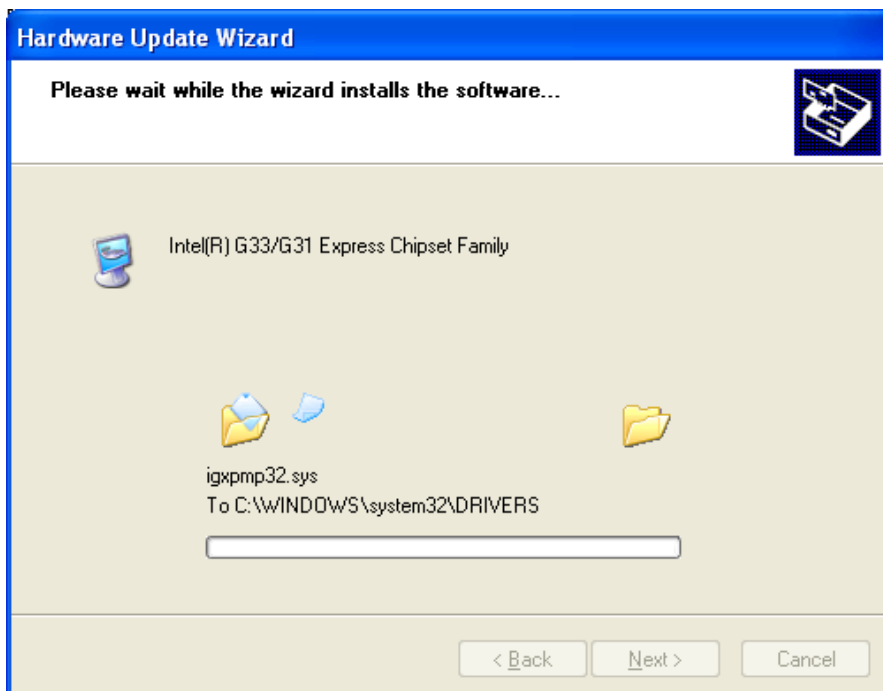 Hardware Update Wizard
Please wait while the wizard installs the software...
Intel(R) G33/G31 Express Chipset Family
igxpmp32.sys
To C:\WINDOWS\system32\DRIVERS
< Back
Next >
Cancel